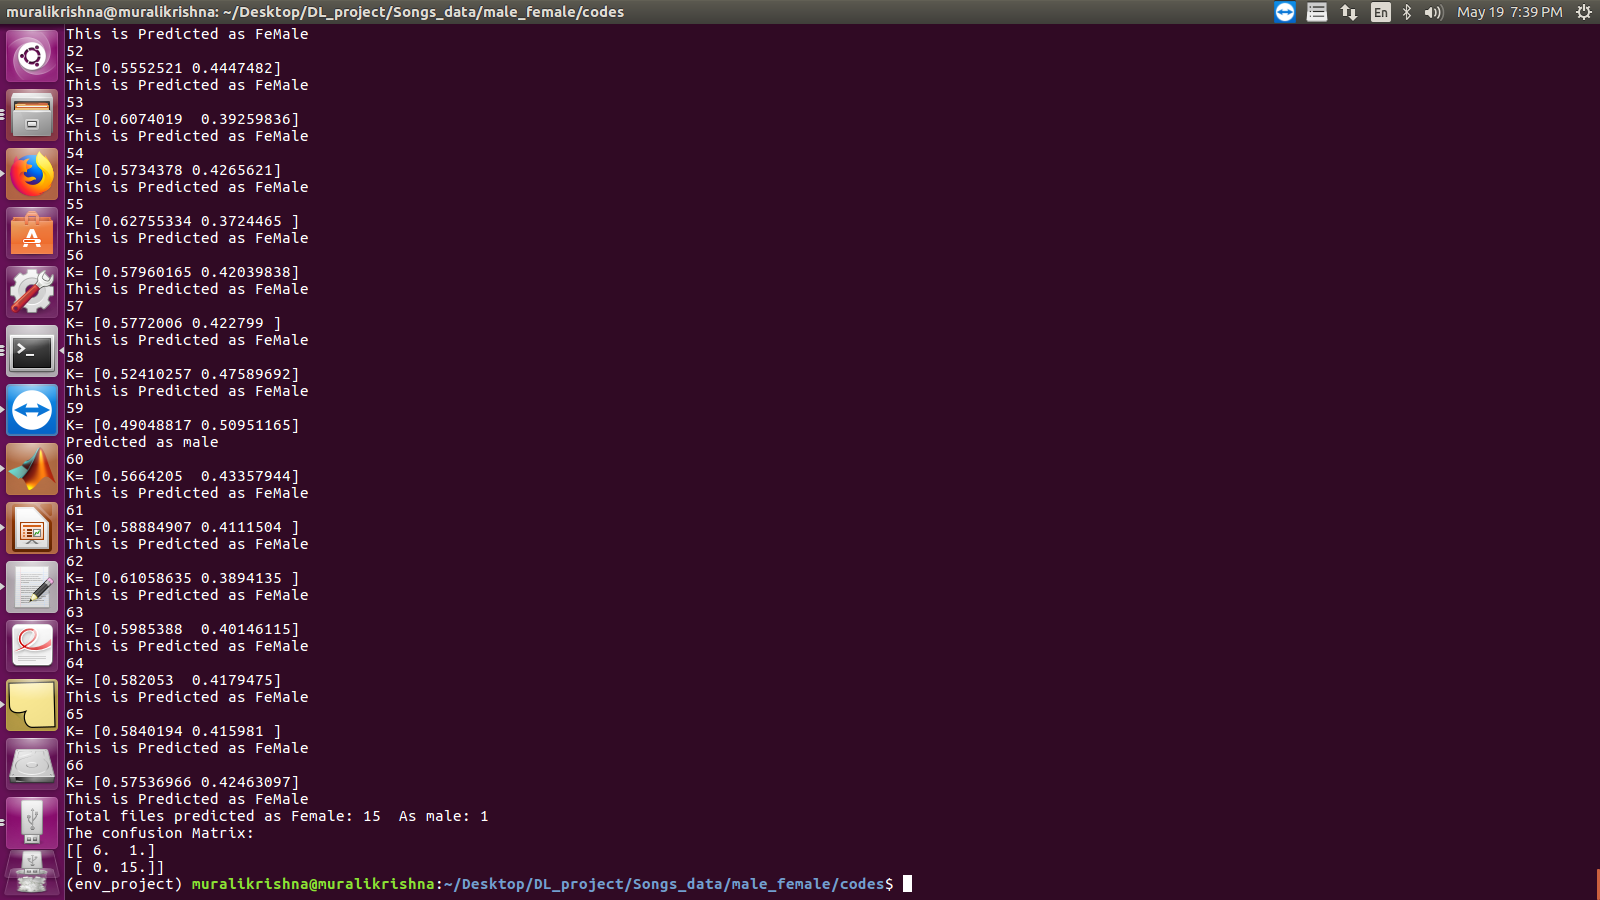 muralikrishna@muralikrishna: ~/Desktop/DL_project/Songs_data/male_female/codes
En May 19 7:39 PM
This is Predicted as FeMale
52
K= [0.5552521 0.4447482]
This is Predicted as FeMale
53
K= [0.6074019  0.39259836]
This is Predicted as FeMale
54
K= [0.5734378 0.4265621]
This is Predicted as FeMale
55
K= [0.62755334 0.3724465 ]
This is Predicted as FeMale
56
K= [0.57960165 0.42039838]
This is Predicted as FeMale
57
K= [0.5772006 0.422799 ]
This is Predicted as FeMale
58
K= [0.52410257 0.47589692]
This is Predicted as FeMale
59
K= [0.49048817 0.50951165]
Predicted as male
60
K= [0.5664205  0.43357944]
This is Predicted as FeMale
61
K= [0.58884907 0.4111504 ]
This is Predicted as FeMale
62
K= [0.61058635 0.3894135 ]
This is Predicted as FeMale
63
K= [0.5985388  0.40146115]
This is Predicted as FeMale
64
K= [0.582053  0.4179475]
This is Predicted as FeMale
65
K= [0.5840194 0.415981 ]
This is Predicted as FeMale
66
K= [0.57536966 0.42463097]
This is Predicted as FeMale
Total files predicted as Female: 15  As male: 1
The confusion Matrix:
[[ 6.  1.]
 [ 0. 15.]]
(env_project) muralikrishna@muralikrishna:~/Desktop/DL_project/Songs_data/male_female/codes$